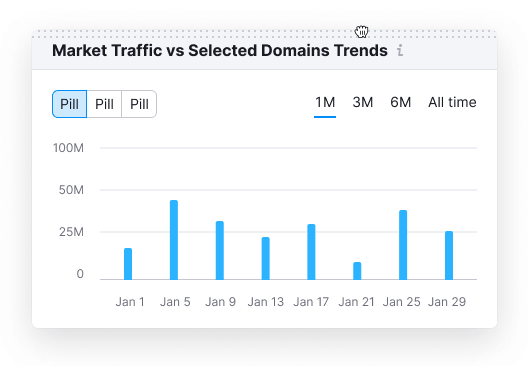 Market Traffic vs Selected Domains Trends i
Pill Pill Pill 1M 3M 6M All time
100M
50M
25M
0
Jan 1 Jan 5 Jan 9 Jan 13 Jan 17 Jan 21 Jan 25 Jan 29